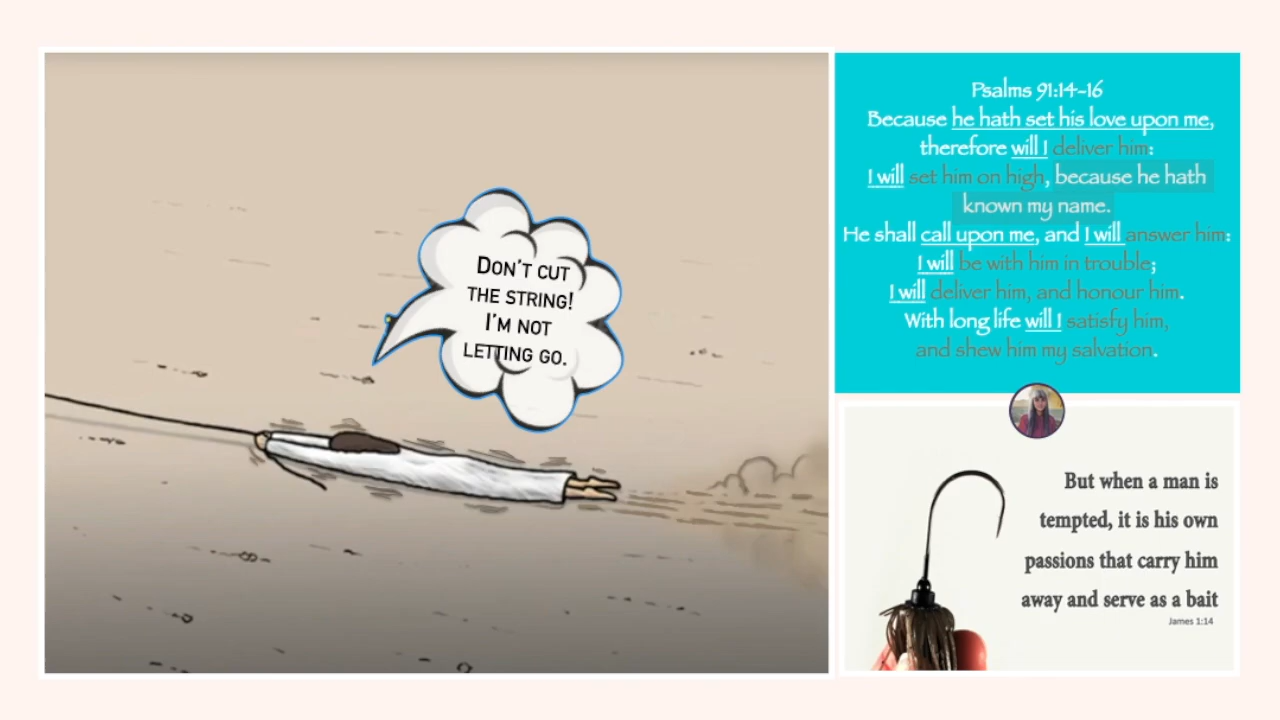 DON'T CUT
THE STRING!
I'M NOT
LETTING GO.
Psalms 91:14-16
Because he hath set his love upon me,
therefore will I deliver him:
I will set him on high, because he hath
known my name.
He shall call upon me, and I will answer him:
I will be with him in trouble;
I will deliver him, and honour him.
With long life will I satisfy him,
and shew him my salvation.
But when a man is
tempted, it is his own
passions that carry him
away and serve as a bait
James 1:14